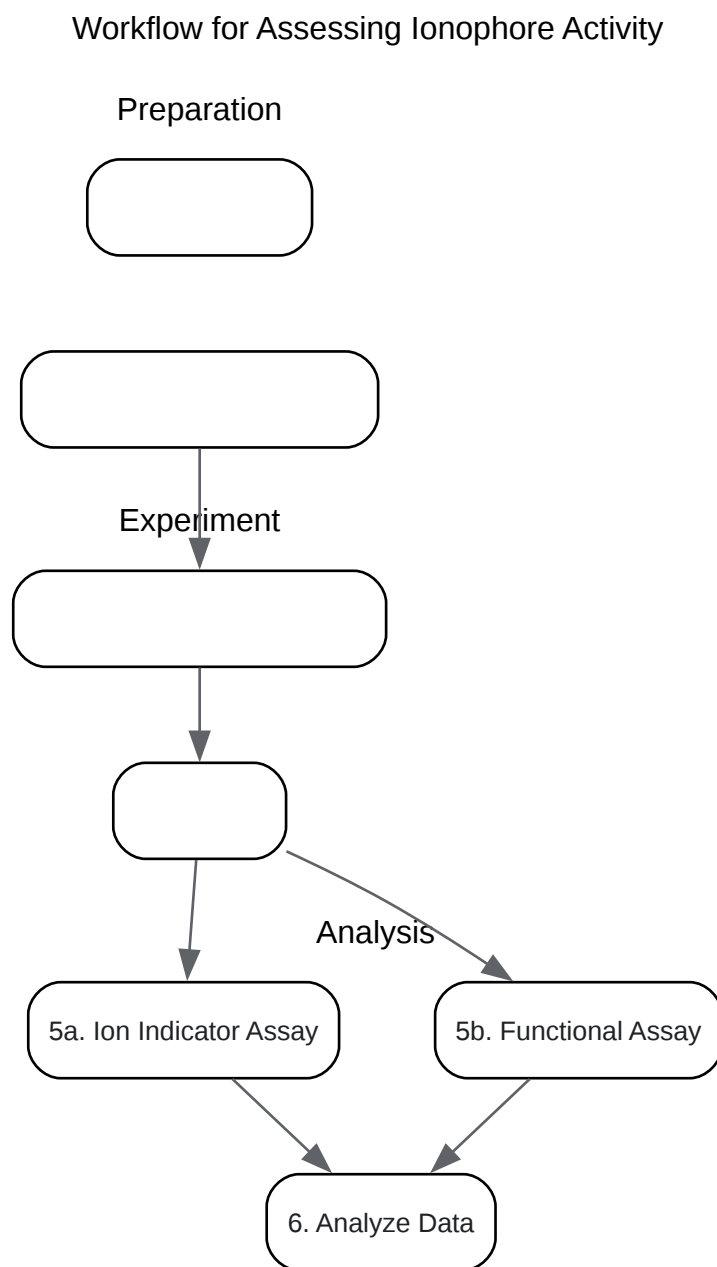 Workflow for Assessing Ionophore Activity
Preparation
Experiment
Analysis
5a. Ion Indicator Assay
5b. Functional Assay
6. Analyze Data